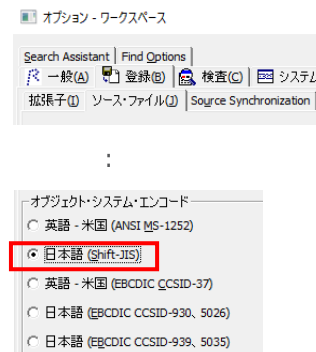 オプション - ワークスペース
Search Assistant Find Options
一般(A) 登録(B) 検査(C) システム
拡張子(I) ソース・ファイル(J) Source Synchronization
:
オブジェクト・システム・エンコード
英語 - 米国 (ANSI MS-1252)
日本語 (Shift-JIS)
英語 - 米国 (EBCDIC CCSID-37)
日本語 (EBCDIC CCSID-930、5026)
日本語 (EBCDIC CCSID-939、5035)